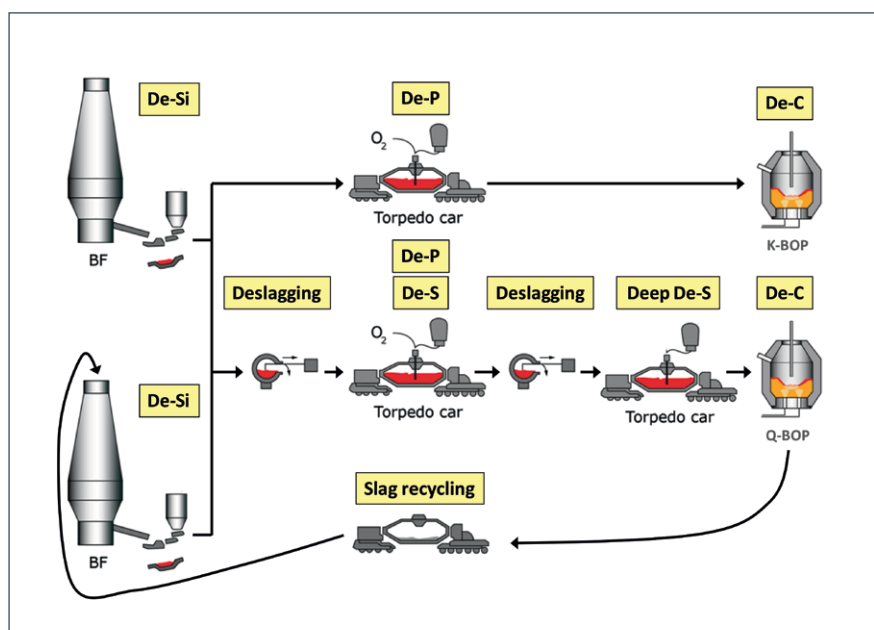 De-Si
De-P
De-C
O2
Torpedo car
BF
K-BOP
De-P
Deslagging
De-S
Deslagging
Deep De-S
De-C
O2
De-Si
Torpedo car
Torpedo car
Q-BOP
Slag recycling
BF